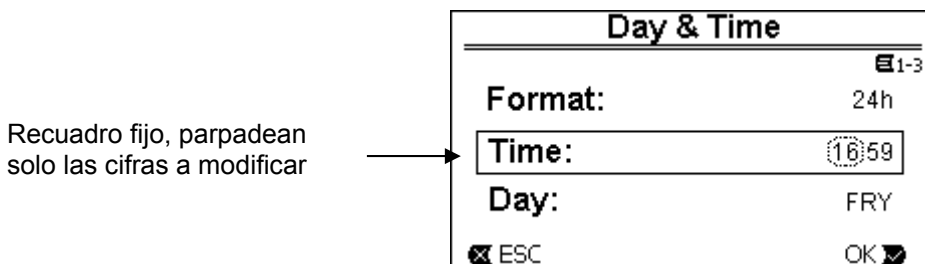 Day & Time
1-3
Format: 24h
Recuadro fijo, parpadean
solo las cifras a modificar
Time: 16:59
Day: FRY
ESC OK